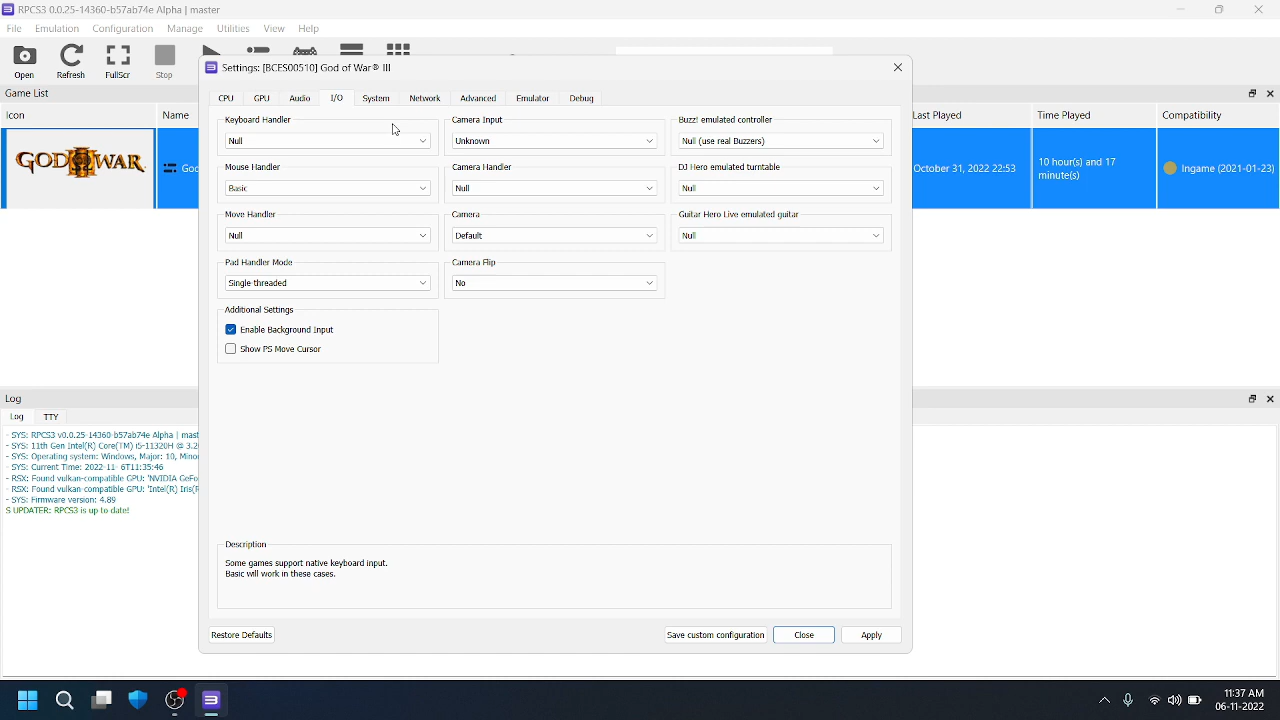 RPCS3 0.0.25-14360-b57ab74e Alpha | master
File Emulation Configuration Manage Utilities View Help
Open Refresh FullScr Stop
Settings: [BCES00510] God of War® III
Game List
CPU GPU Audio I/O System Network Advanced Emulator Debug
Icon Name Last Played Time Played Compatibility
GOD WAR
October 31, 2022 22:53
10 hour(s) and 17 minute(s)
Ingame (2021-01-23)
Keyboard Handler Camera Input Buzz! emulated controller
Null Unknown Null (use real Buzzers)
Mouse Handler Camera Handler DJ Hero emulated turntable
Basic Null Null
Move Handler Camera Guitar Hero Live emulated guitar
Null Default Null
Pad Handler Mode Camera Flip
Single threaded No
Additional Settings
Enable Background Input
Show PS Move Cursor
Log
Log TTY
- SYS: RPCS3 v0.0.25-14360-b57ab74e Alpha | mast
- SYS: 11th Gen Intel(R) Core(TM) i5-11320H @ 3.2
- SYS: Operating system: Windows, Major: 10, Mino
- SYS: Current Time: 2022-11- 6T11:35:46
- RSX: Found vulkan-compatible GPU: 'NVIDIA GeFo
- RSX: Found vulkan-compatible GPU: 'Intel(R) Iris(R
- SYS: Firmware version: 4.89
S UPDATER: RPCS3 is up to date!
Description
Some games support native keyboard input.
Basic will work in these cases.
Restore Defaults Save custom configuration Close Apply
11:37 AM
06-11-2022